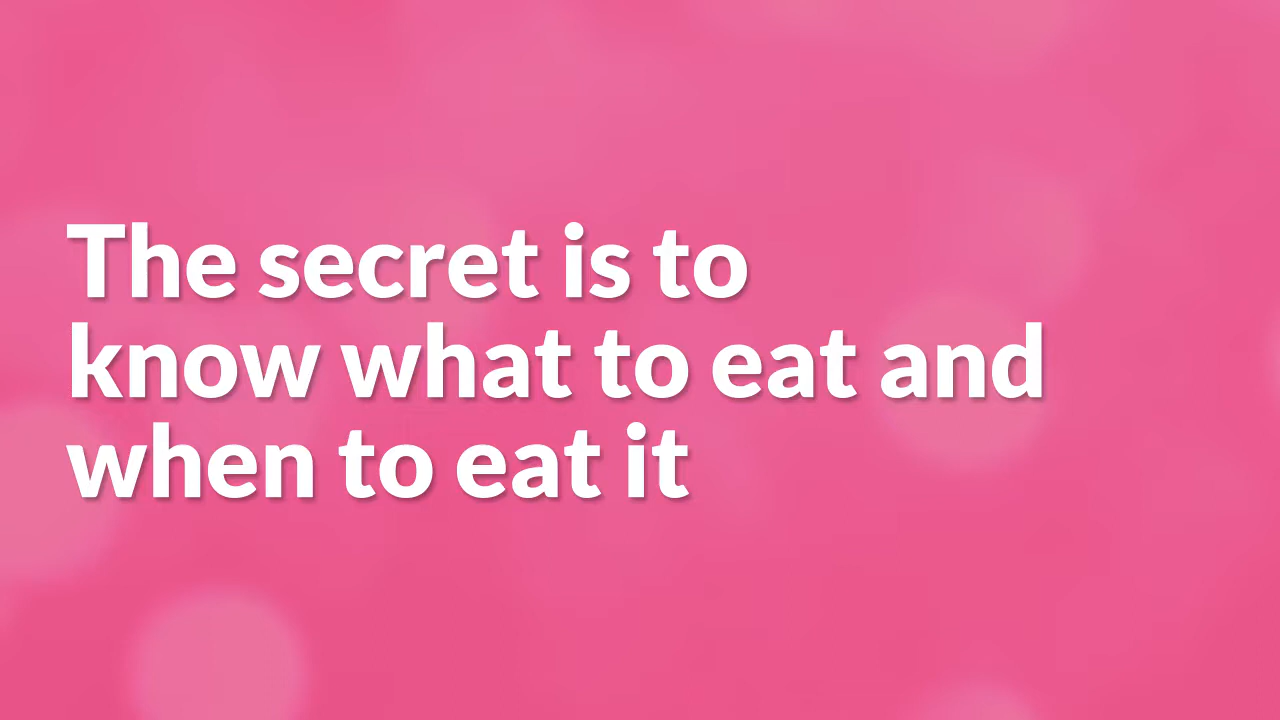 The secret is to
know what to eat and
when to eat it